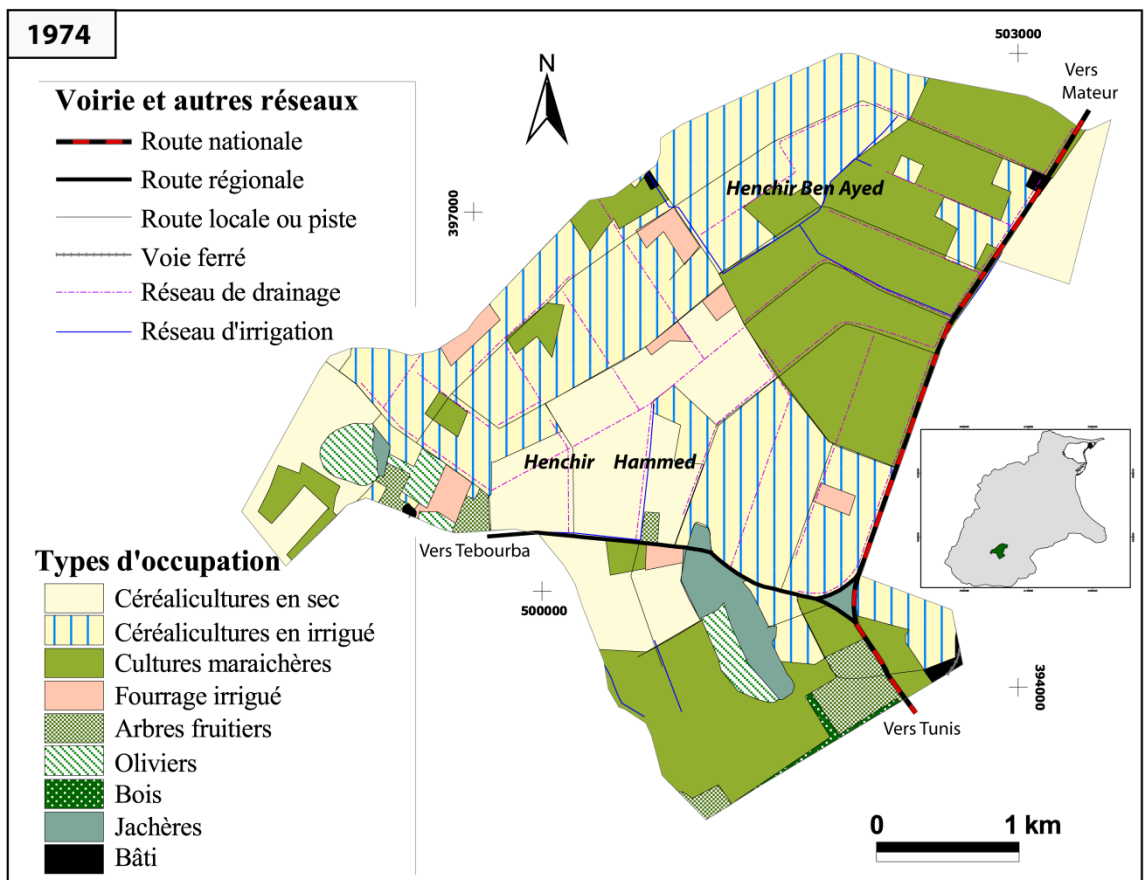 1974
Voirie et autres réseaux
Route nationale
Route régionale
Route locale ou piste
Voie ferré
Réseau de drainage
Réseau d'irrigation
N
503000
Vers
Mateur
397000
Henchir Ben Ayed
Henchir Hammed
Vers Tebourba
500000
394000
Vers Tunis
Types d'occupation
Céréalicultures en sec
Céréalicultures en irrigué
Cultures maraichères
Fourrage irrigué
Arbres fruitiers
Oliviers
Bois
Jachères
Bâti
0 1 km